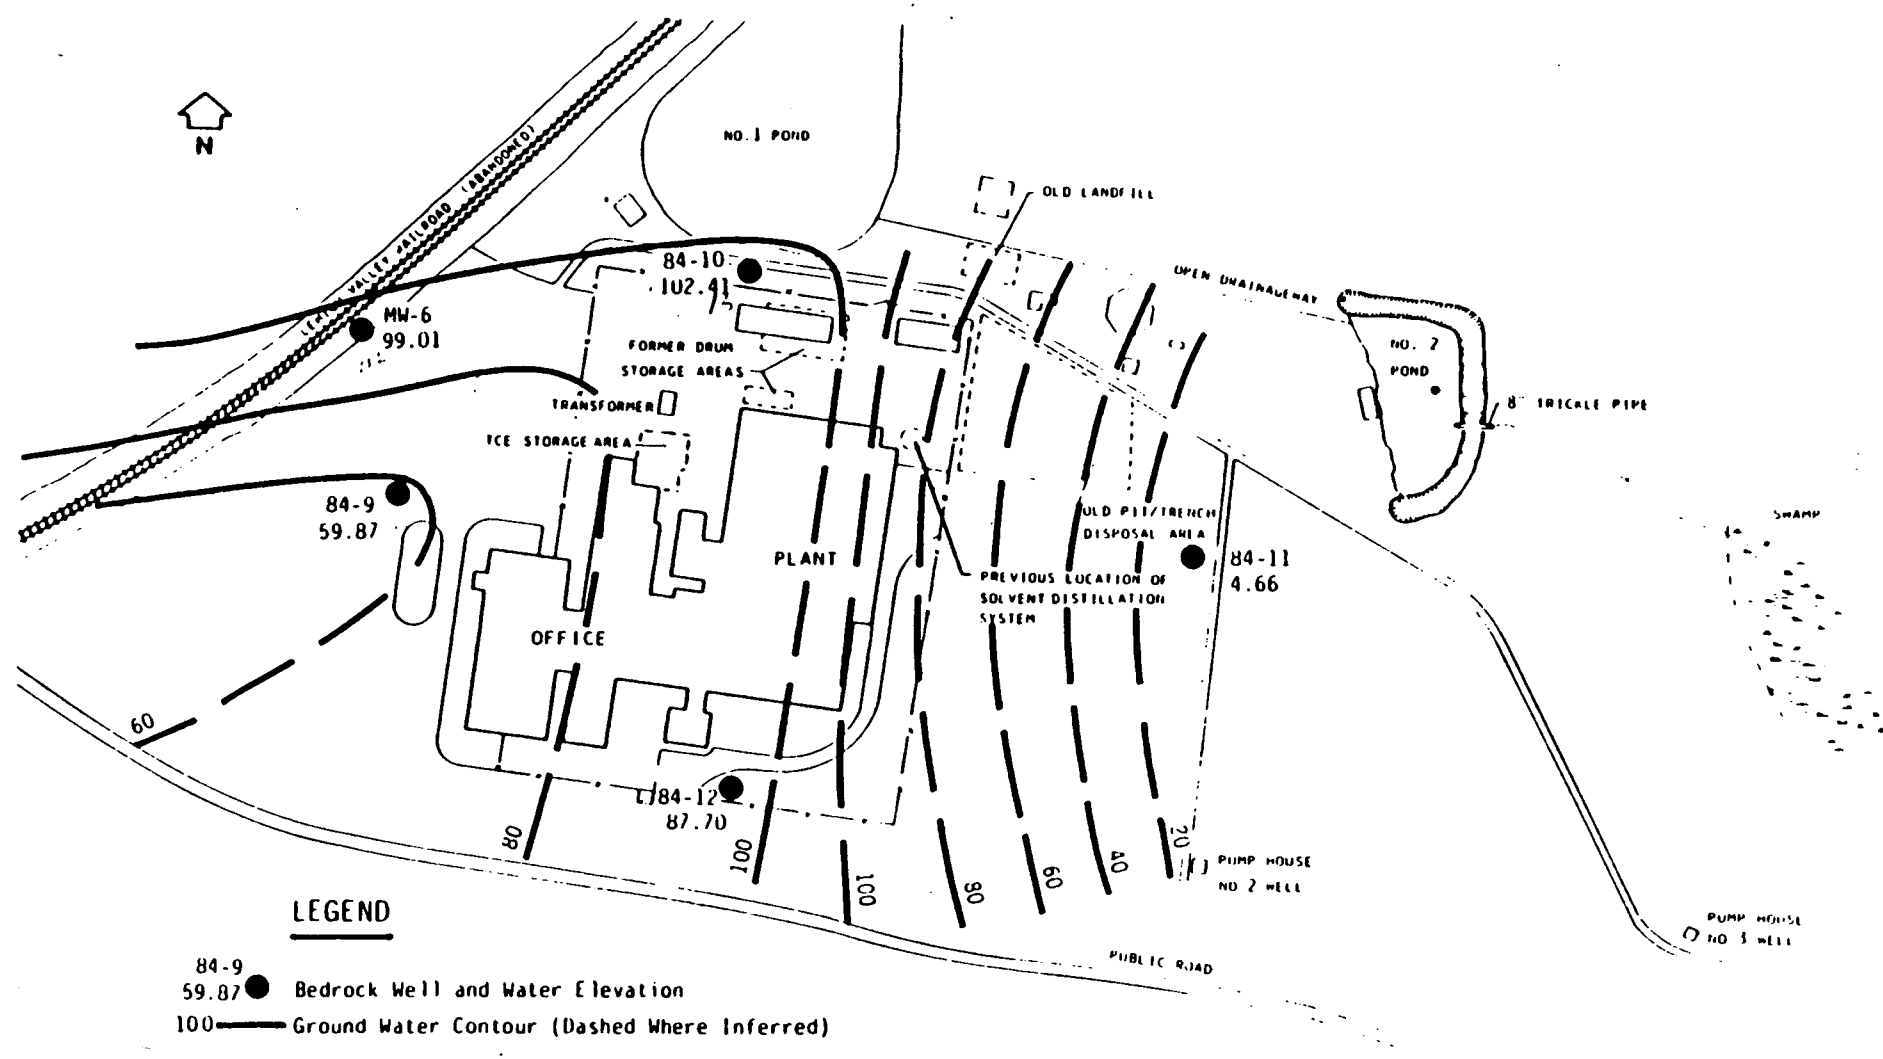 N
LEHIGH VALLEY RAILROAD (ABANDONED)
NO. 1 POND
OLD LANDFILL
OPEN DRAINAGEWAY
84-10
102.41
MW-6
99.01
FORMER DRUM
STORAGE AREAS
NO. 2
POND
8" TRICKLE PIPE
TRANSFORMER
TCE STORAGE AREA
84-9
59.87
OLD PIT/TRENCH
DISPOSAL AREA
SWAMP
PLANT
84-11
4.66
PREVIOUS LOCATION OF
SOLVENT DISTILLATION
SYSTEM
OFFICE
60
84-12
87.70
80
100
100
80
60
40
20
PUMP HOUSE
NO 2 WELL
PUMP HOUSE
NO 3 WELL
PUBLIC ROAD
LEGEND
84-9
59.87
Bedrock Well and Water Elevation
100
Ground Water Contour (Dashed Where Inferred)